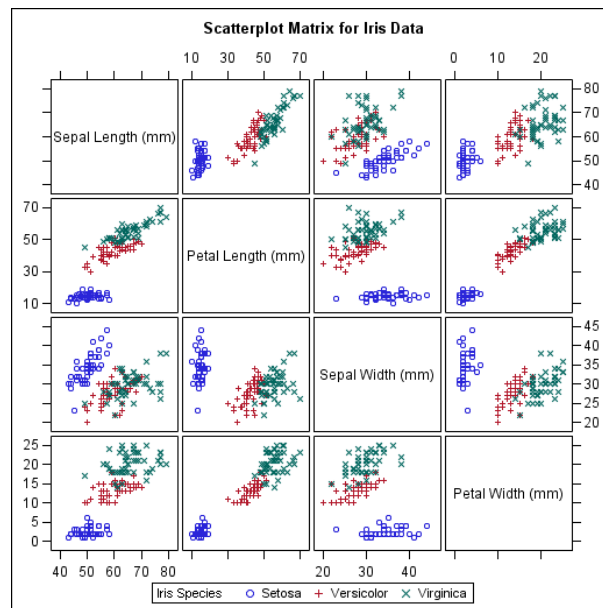 Scatterplot Matrix for Iris Data
10 30 50 70 0 10 20
Sepal Length (mm)
80
70
60
50
40
70
50
30
10
Petal Length (mm)
Sepal Width (mm)
45
40
35
30
25
20
25
20
15
10
5
0
Petal Width (mm)
40 50 60 70 80 20 30 40
Iris Species Setosa Versicolor Virginica